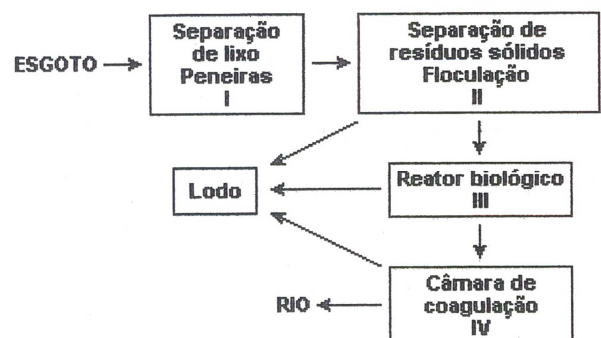 ESGOTO
Separação
de lixo
Peneiras
I
Separação de
resíduos sólidos
Floculação
II
Lodo
Reator biológico
III
RIO
Câmara de
coagulação
IV